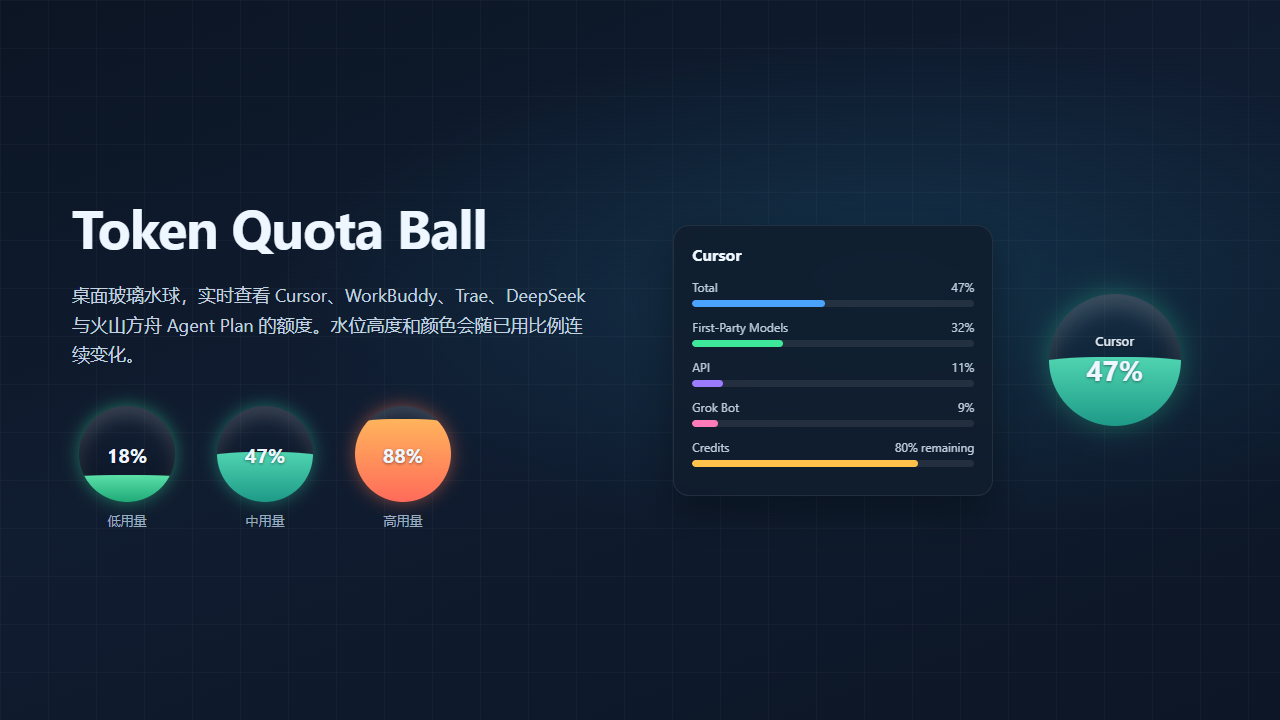 Token Quota Ball
桌面玻璃水球，实时查看 Cursor、WorkBuddy、Trae、DeepSeek
与火山方舟 Agent Plan 的额度。水位高度和颜色会随已用比例连
续变化。
18%
47%
88%
低用量
中用量
高用量
Cursor
Total 47%
First-Party Models 32%
API 11%
Grok Bot 9%
Credits 80% remaining
Cursor
47%